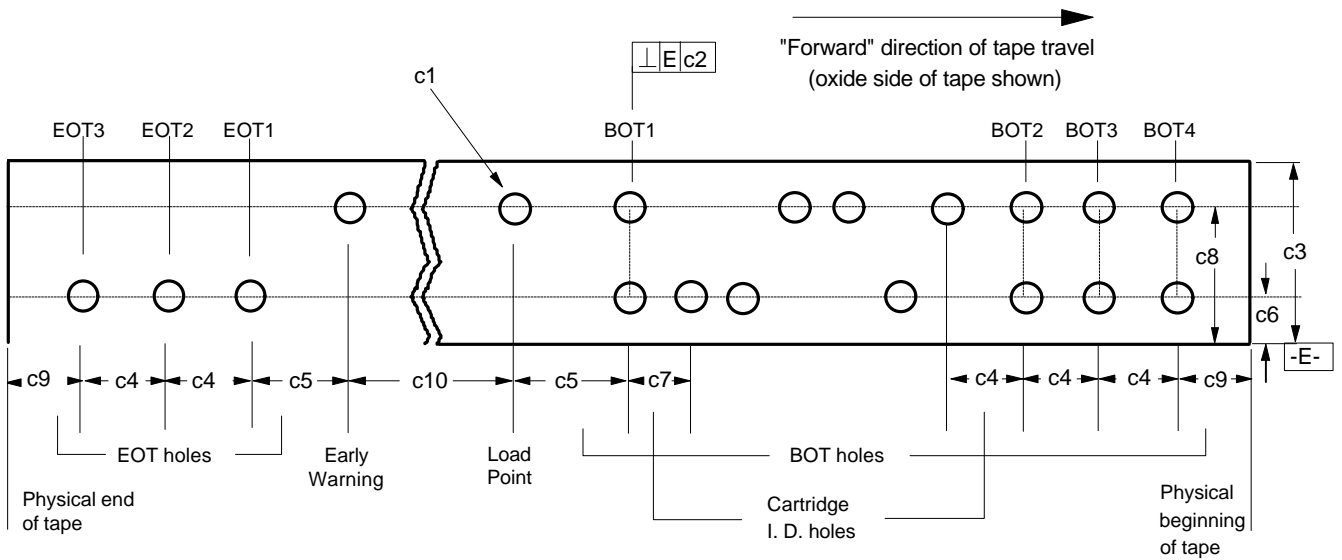 "Forward" direction of tape travel
(oxide side of tape shown)
⊥ E c2
c1
EOT3 EOT2 EOT1 BOT1 BOT2 BOT3 BOT4
c8 c3
c6
-E-
c9 c4 c4 c5 c10 c5 c7 c4 c4 c4 c9
EOT holes
Early
Warning
Load
Point
BOT holes
Physical end
of tape
Cartridge
I. D. holes
Physical
beginning
of tape